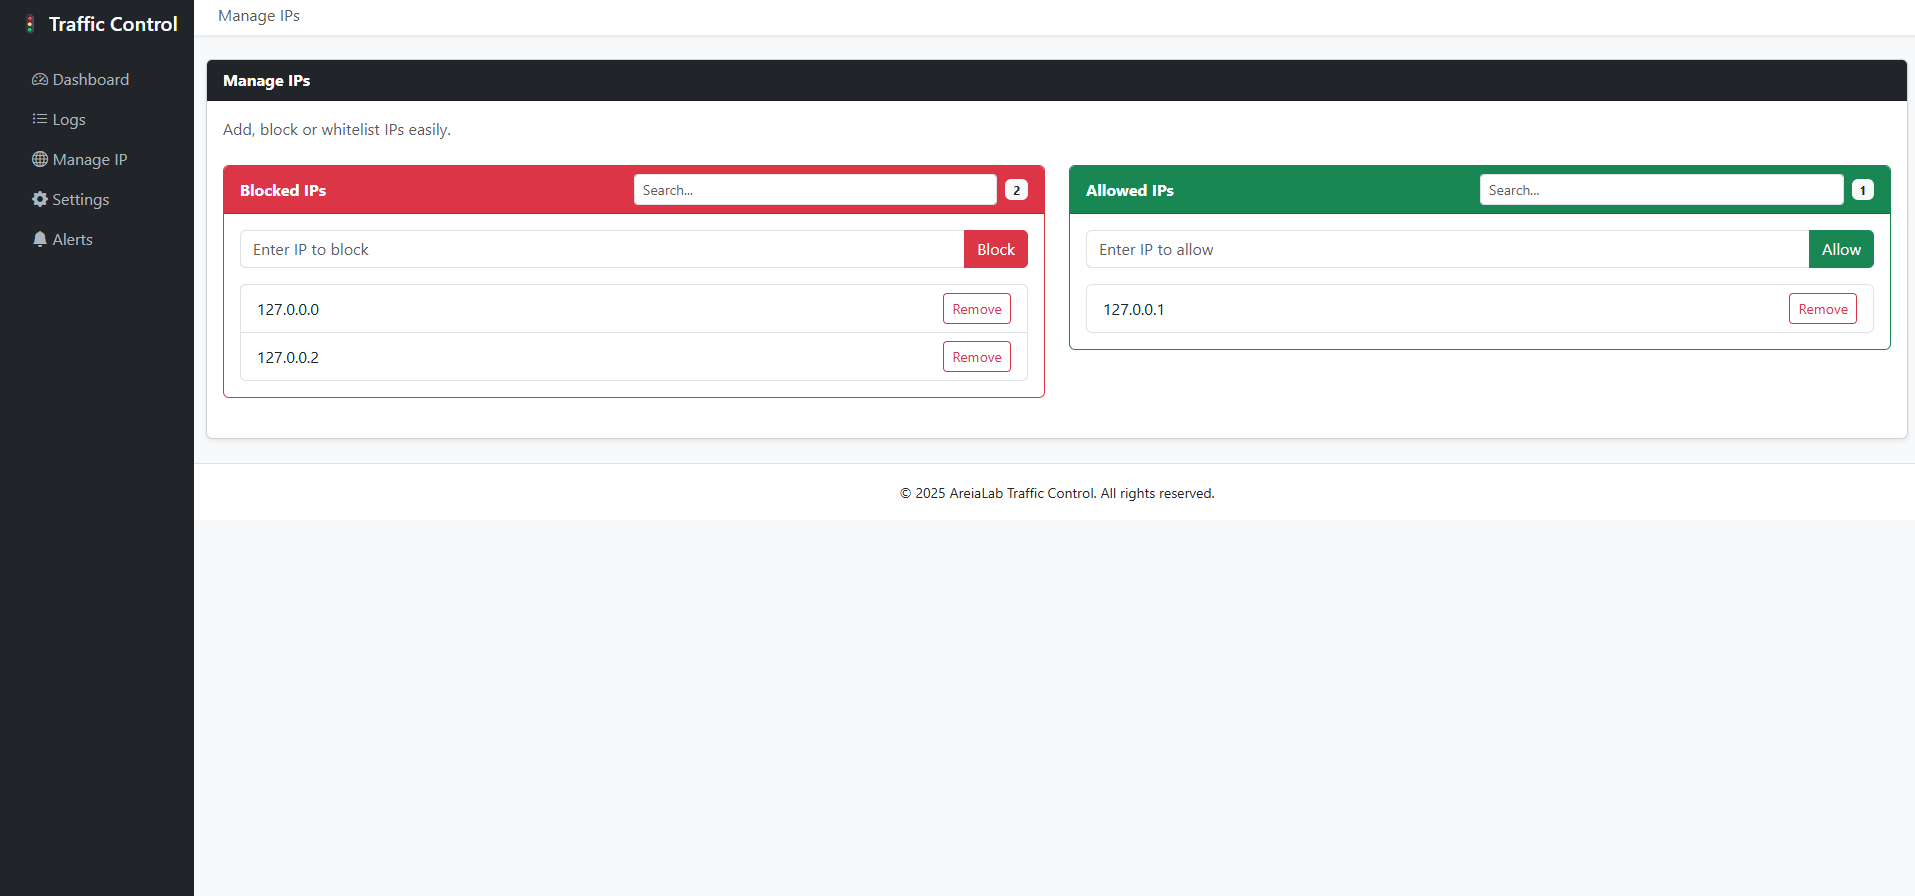 Traffic Control
Dashboard
Logs
Manage IP
Settings
Alerts
Manage IPs
Manage IPs
Add, block or whitelist IPs easily.
Blocked IPs
Search...
2
Enter IP to block
Block
127.0.0.0
Remove
127.0.0.2
Remove
Allowed IPs
Search...
1
Enter IP to allow
Allow
127.0.0.1
Remove
© 2025 AreiaLab Traffic Control. All rights reserved.